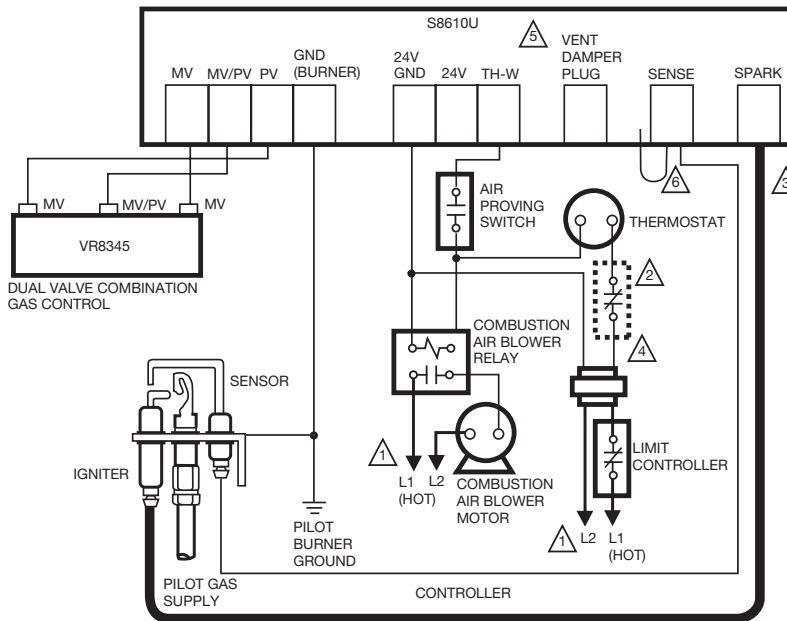 S8610U
5
MV
MV/PV
PV
GND
(BURNER)
24V
GND
24V
TH-W
VENT
DAMPER
PLUG
SENSE
SPARK
6
3
MV
MV/PV
MV
VR8345
DUAL VALVE COMBINATION
GAS CONTROL
AIR
PROVING
SWITCH
THERMOSTAT
2
4
COMBUSTION
AIR BLOWER
RELAY
SENSOR
IGNITER
1
L1
(HOT)
L2
COMBUSTION
AIR BLOWER
MOTOR
LIMIT
CONTROLLER
1
L2
L1
(HOT)
PILOT
BURNER
GROUND
PILOT GAS
SUPPLY
CONTROLLER